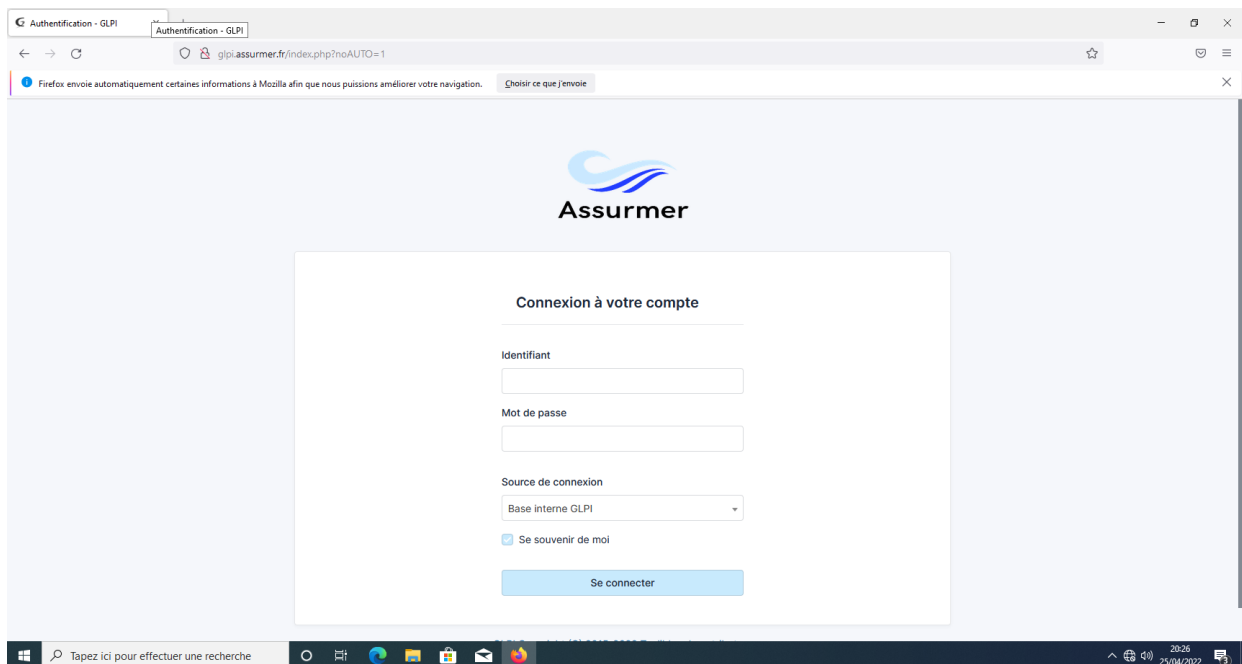 Authentification - GLPI
Authentification - GLPI
glpi.assurmer.fr/index.php?noAUTO=1
Firefox envoie automatiquement certaines informations à Mozilla afin que nous puissions améliorer votre navigation. Choisir ce que j'envoie
Assurmer
Connexion à votre compte
Identifiant
Mot de passe
Source de connexion
Base interne GLPI
Se souvenir de moi
Se connecter
Tapez ici pour effectuer une recherche
20:26
25/04/2022
3